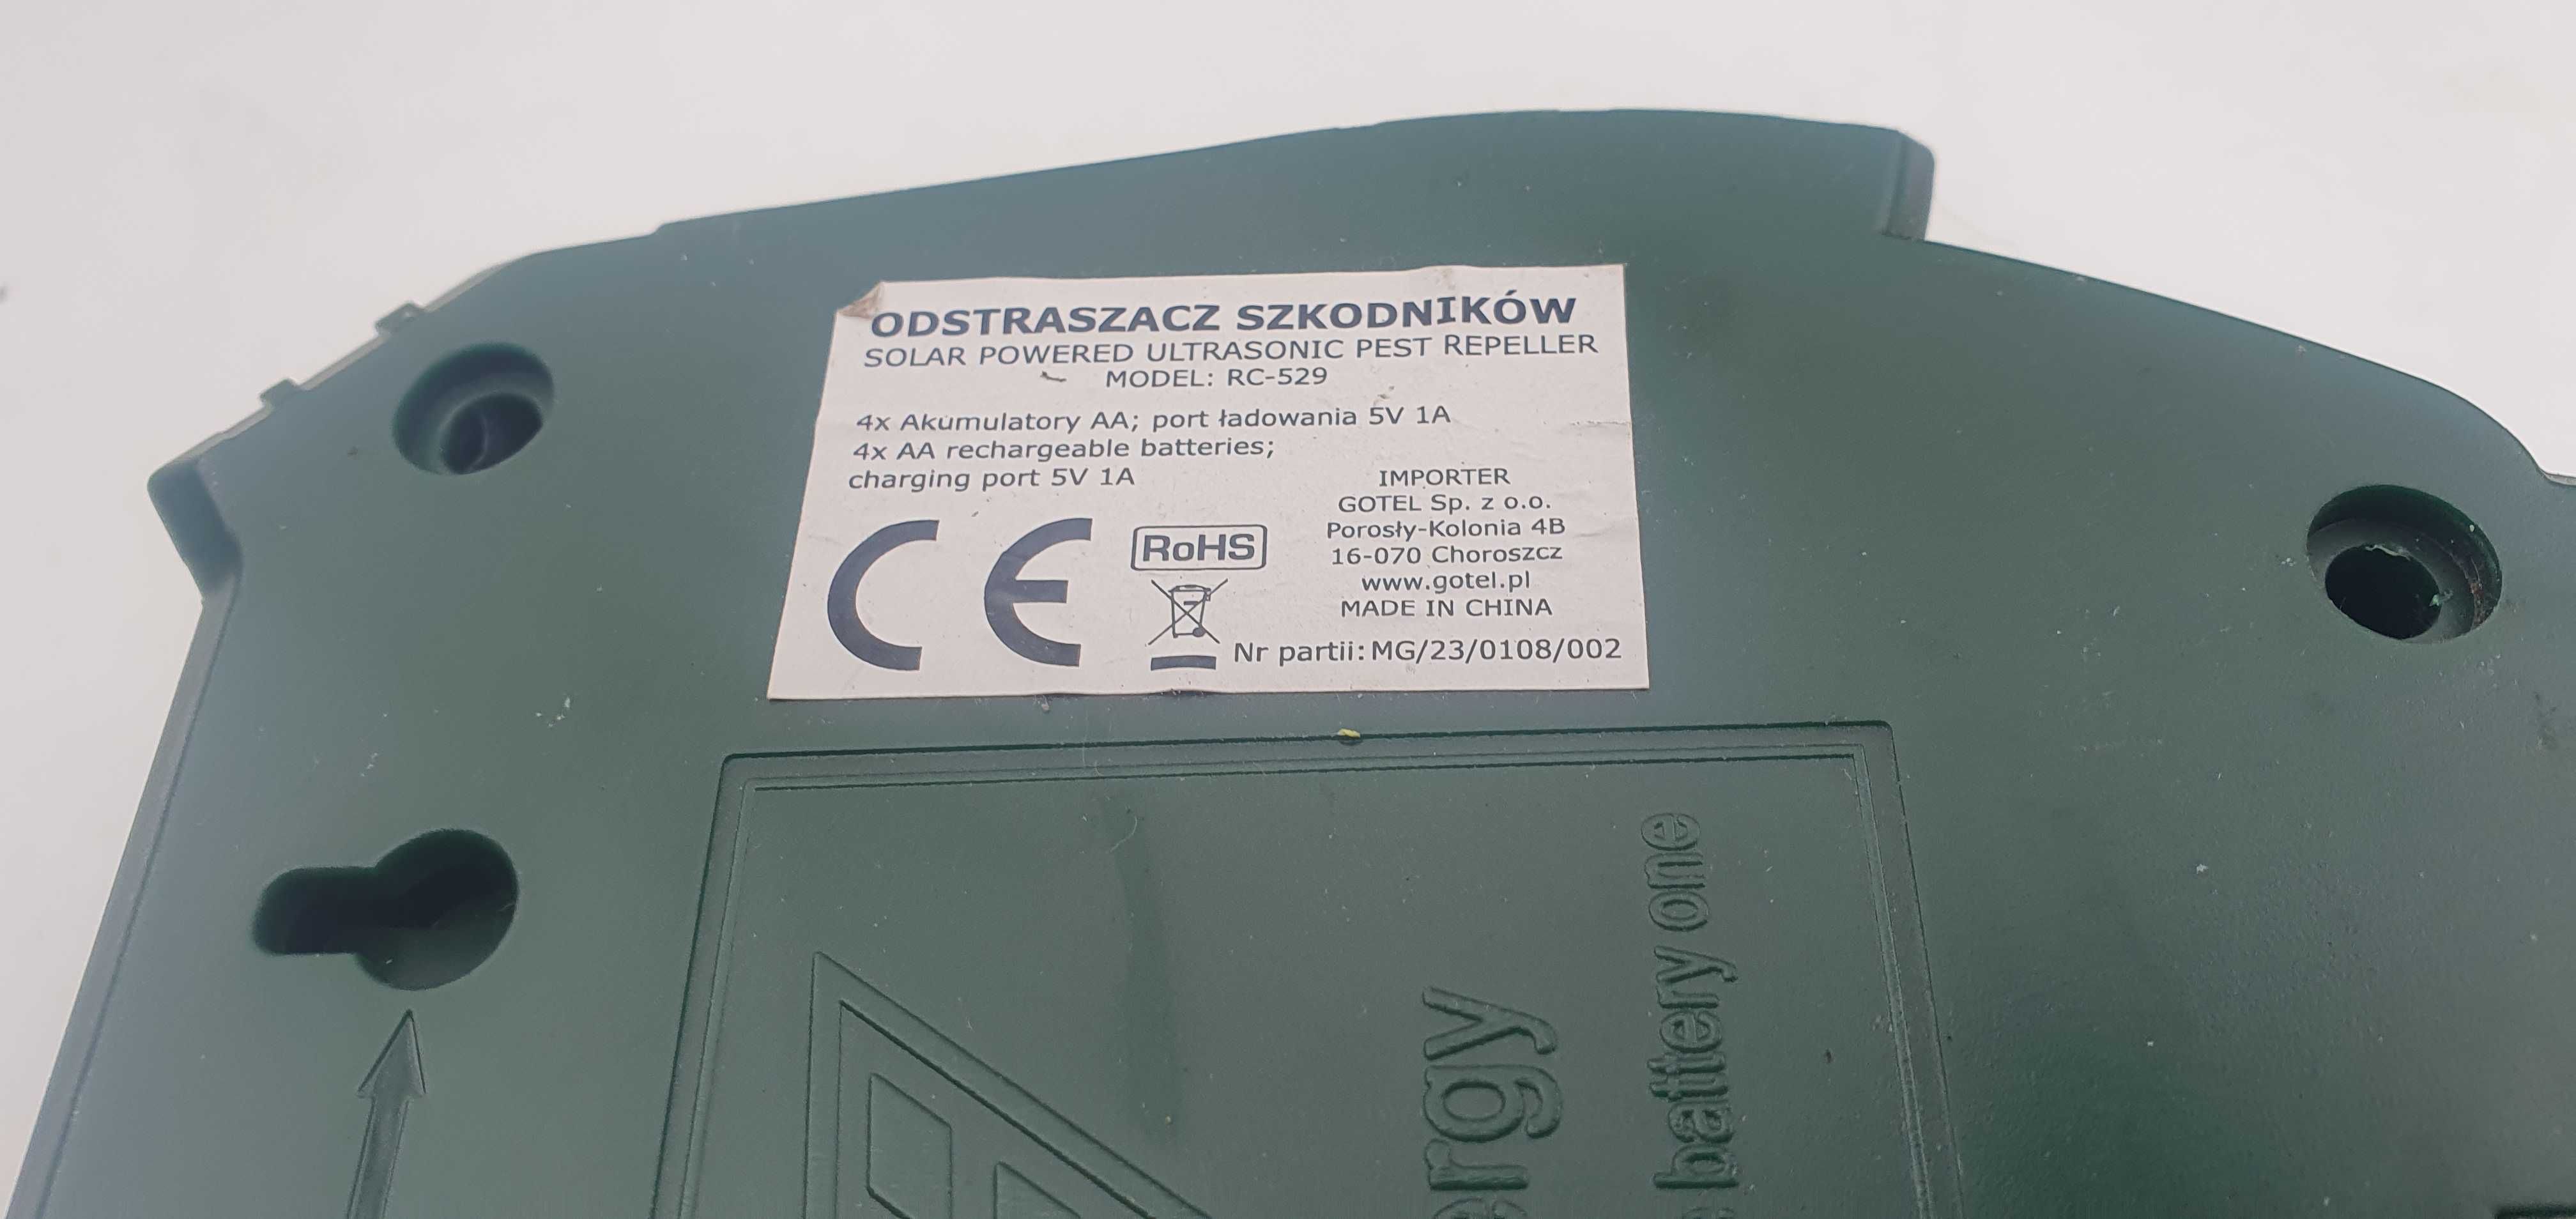 ODSTRASZACZ SZKODNIKÓW
SOLAR POWERED ULTRASONIC PEST REPELLER
MODEL: RC-529
4x Akumulatory AA; port ładowania 5V 1A
4x AA rechargeable batteries;
charging port 5V 1A
IMPORTER
GOTEL Sp. z o.o.
Porosły-Kolonia 4B
16-070 Choroszcz
www.gotel.pl
MADE IN CHINA
CE
RoHS
Nr partii: MG/23/0108/002
battery one